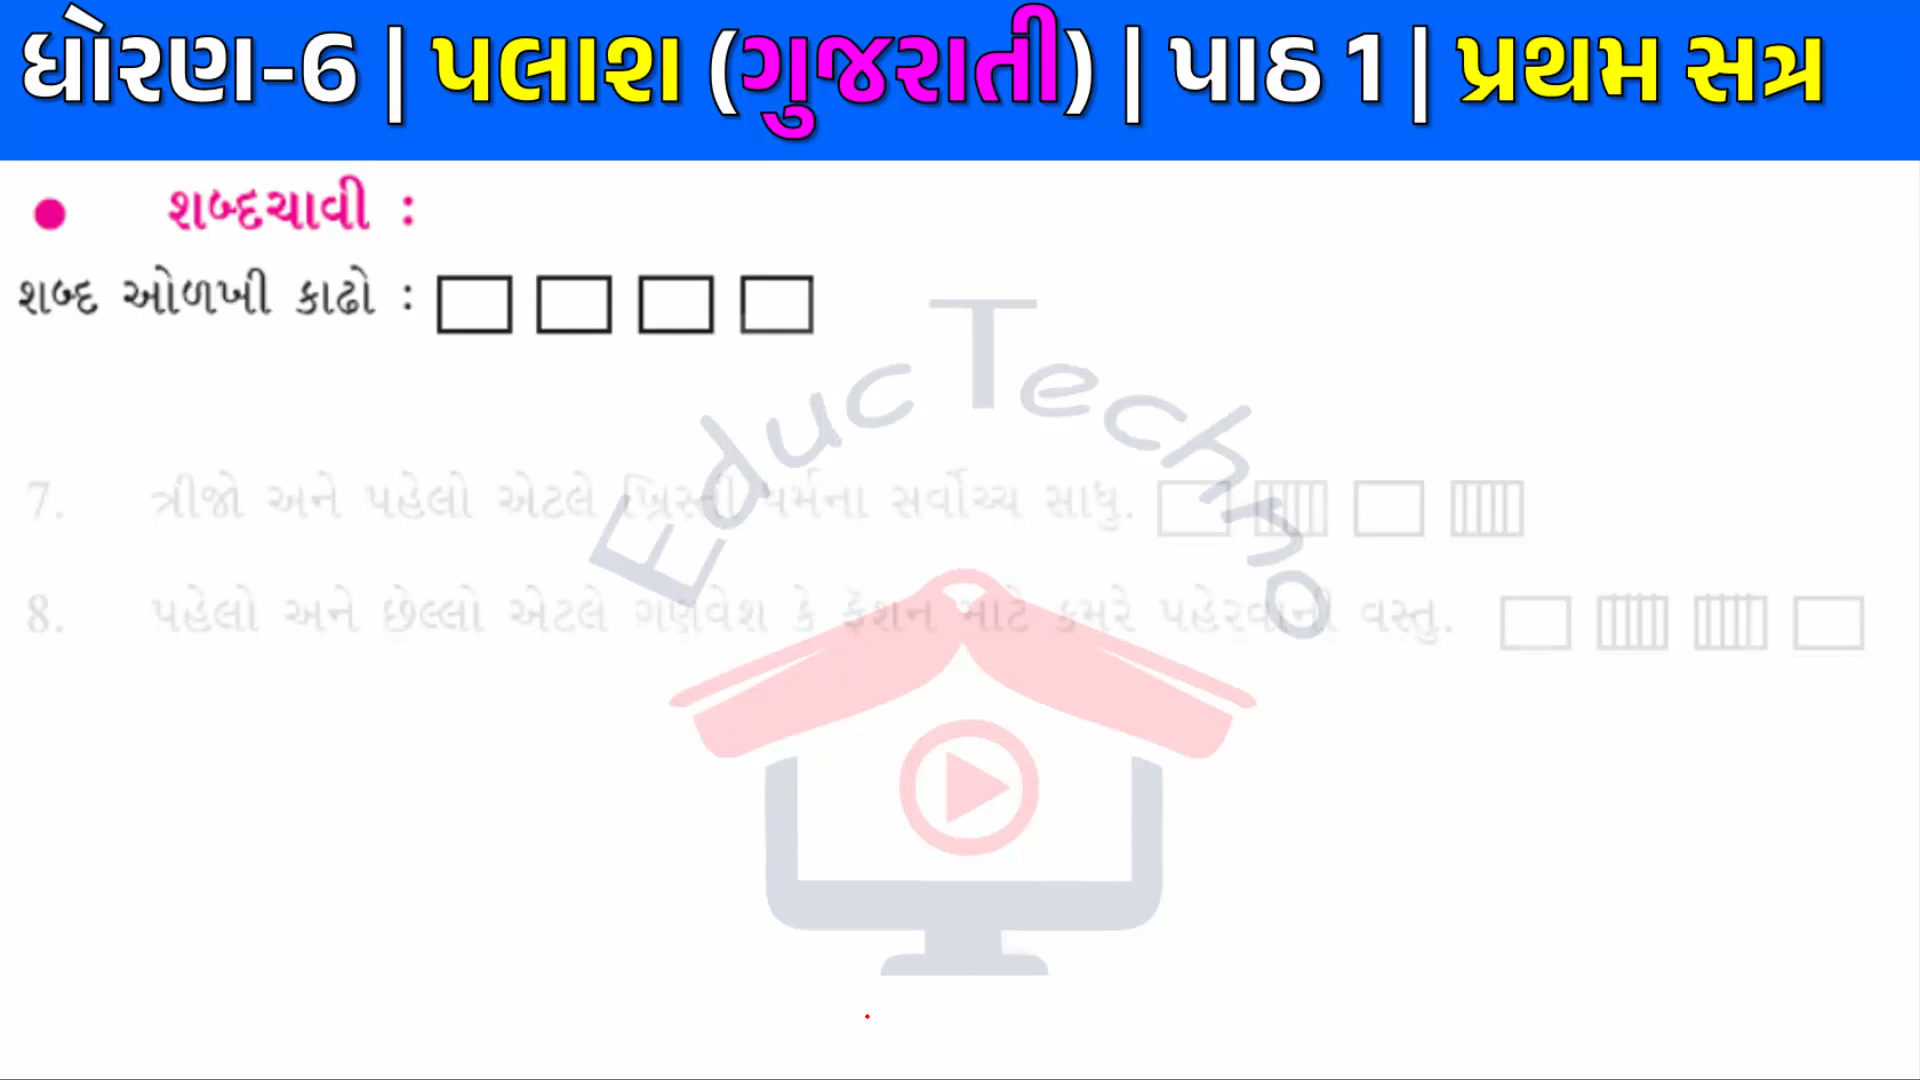 ધોરણ-6 | પલાશ (ગુજરાતી) | પાઠ 1 | પ્રથમ સત્ર
શબ્દચાવી :
શબ્દ ઓળખી કાઢો :
EducTechno
7. ત્રીજો અને પહેલો એટલે ખ્રિસ્તી ધર્મના સર્વોચ્ચ સાધુ.
8. પહેલો અને છેલ્લો એટલે ગણવેશ કે ફૅશન માટે કમરે પહેરવાની વસ્તુ.